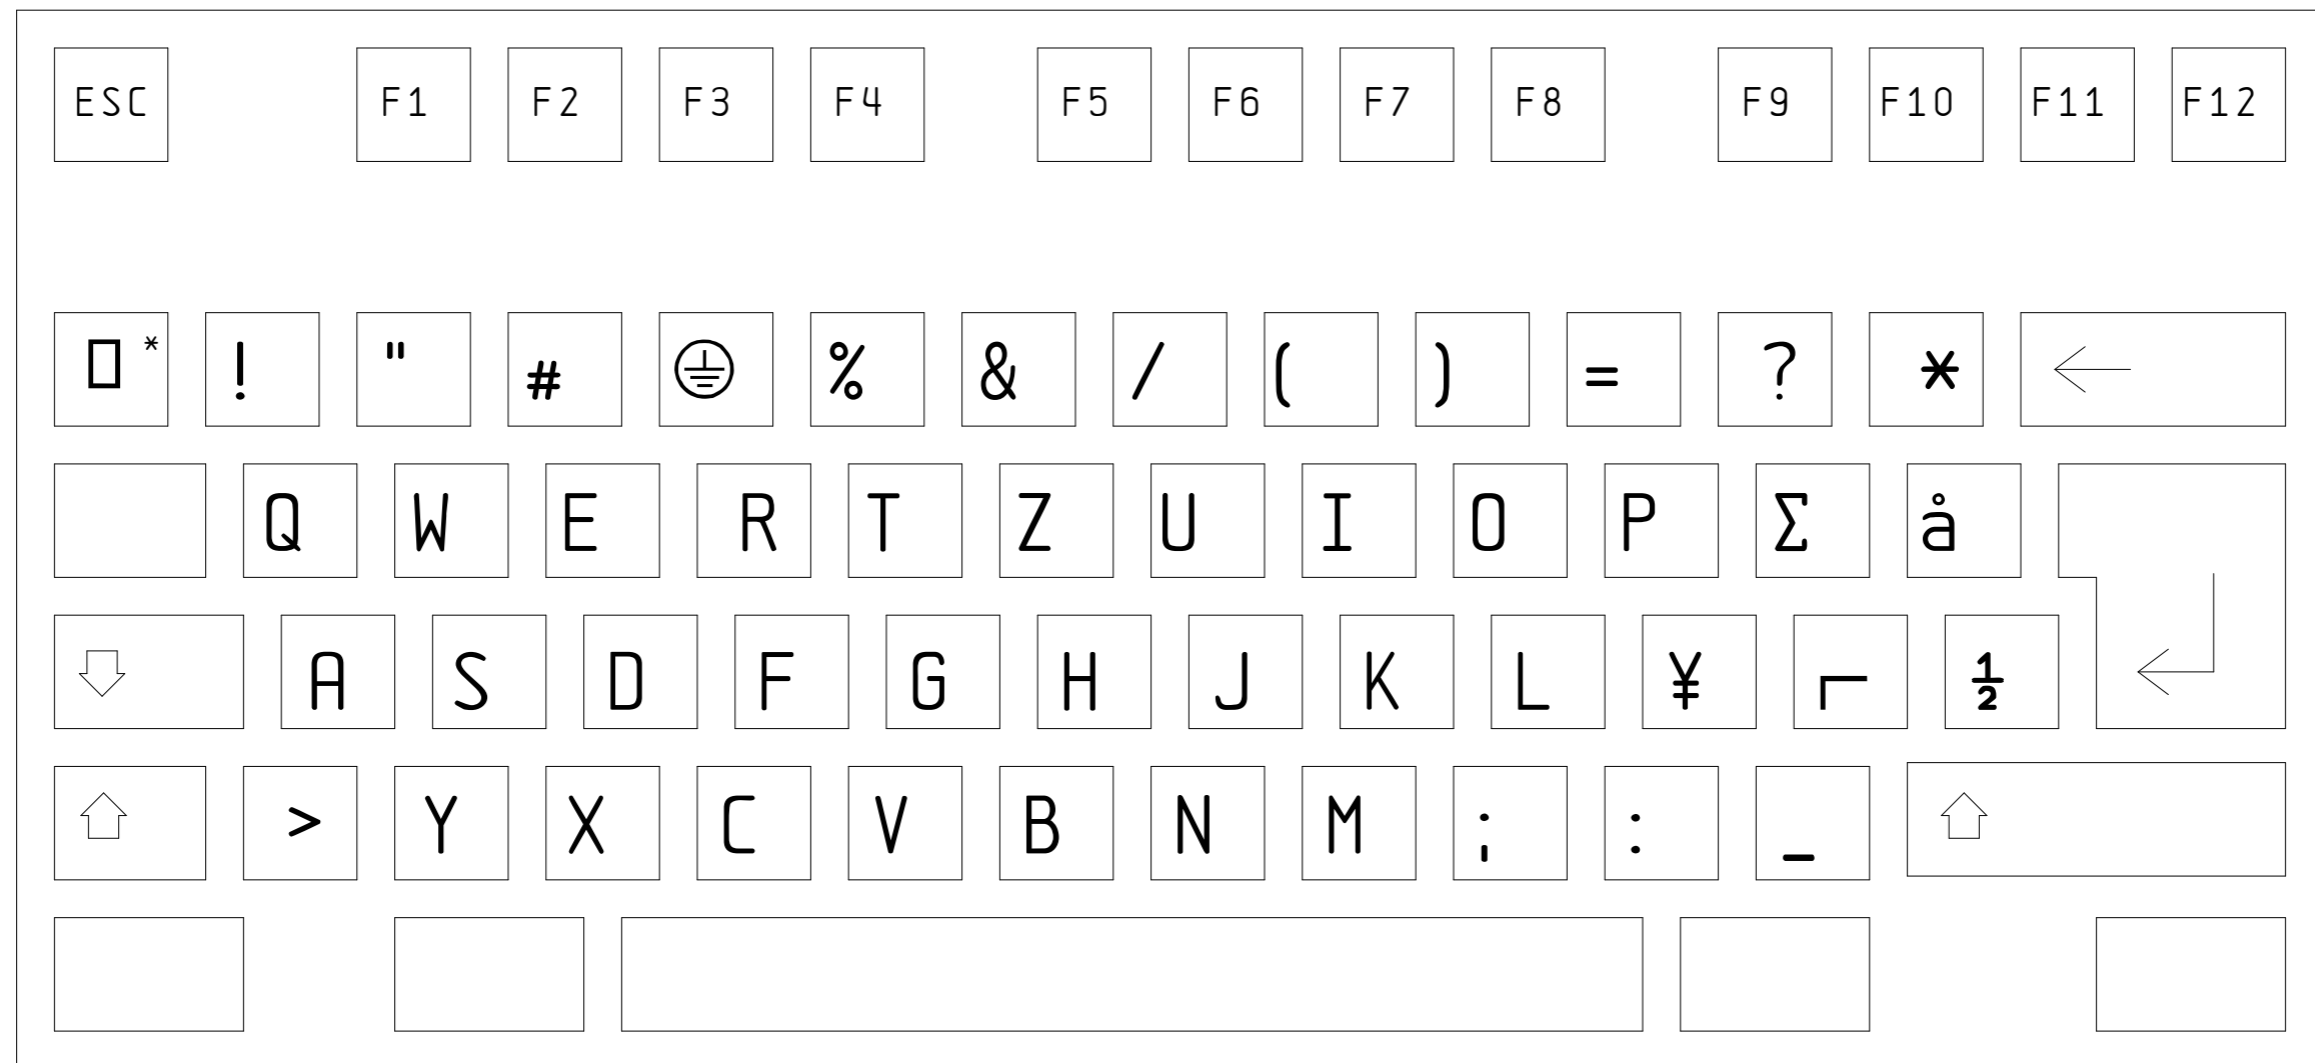 ESC F1 F2 F3 F4 F5 F6 F7 F8 F9 F10 F11 F12
▯ * ! " # ⏚ % & / ( ) = ? * ←
Q W E R T Z U I O P Σ å
⇩ A S D F G H J K L ¥ ⌐ ½ ↵
⇧ > Y X C V B N M ; : _ ⇧